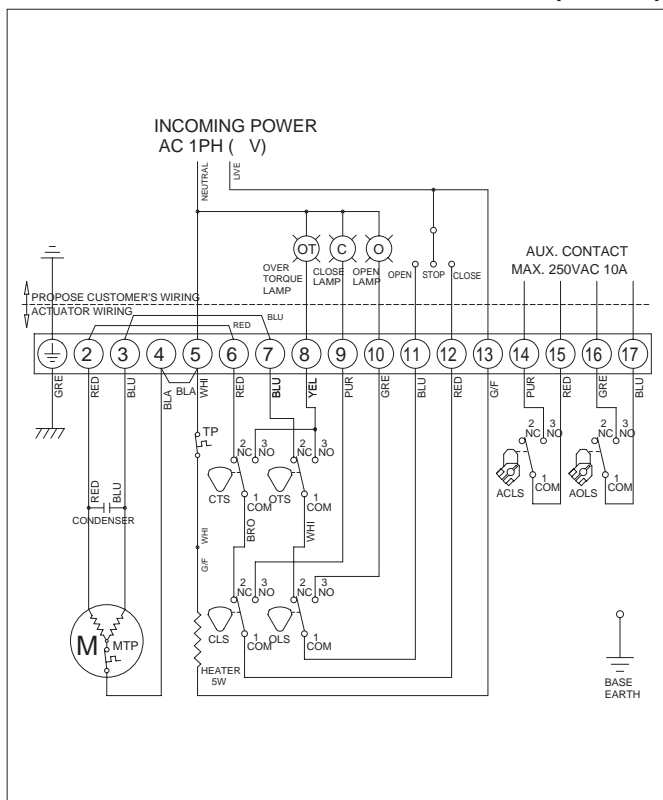 INCOMING POWER
AC 1PH ( V)
NEUTRAL
LIVE
OT
C
O
OVER
TORQUE
LAMP
CLOSE
LAMP
OPEN
LAMP
OPEN
STOP
CLOSE
AUX. CONTACT
MAX. 250VAC 10A
PROPOSE CUSTOMER'S WIRING
ACTUATOR WIRING
RED
BLU
2 3 4 5 6 7 8 9 10 11 12 13 14 15 16 17
GRE RED BLU BLA BLA WHI RED BLU YEL PUR GRE BLU RED G/F PUR RED GRE BLU
TP
2 NC 3 NO
1 COM
CTS
2 NC 3 NO
1 COM
OTS
2 NC 3 NO
1 COM
ACLS
2 NC 3 NO
1 COM
AOLS
RED
BLU
CONDENSER
WHI
G/F
BRO
WHI
2 NC 3 NO
1 COM
CLS
2 NC 3 NO
1 COM
OLS
M
MTP
HEATER
5W
BASE
EARTH